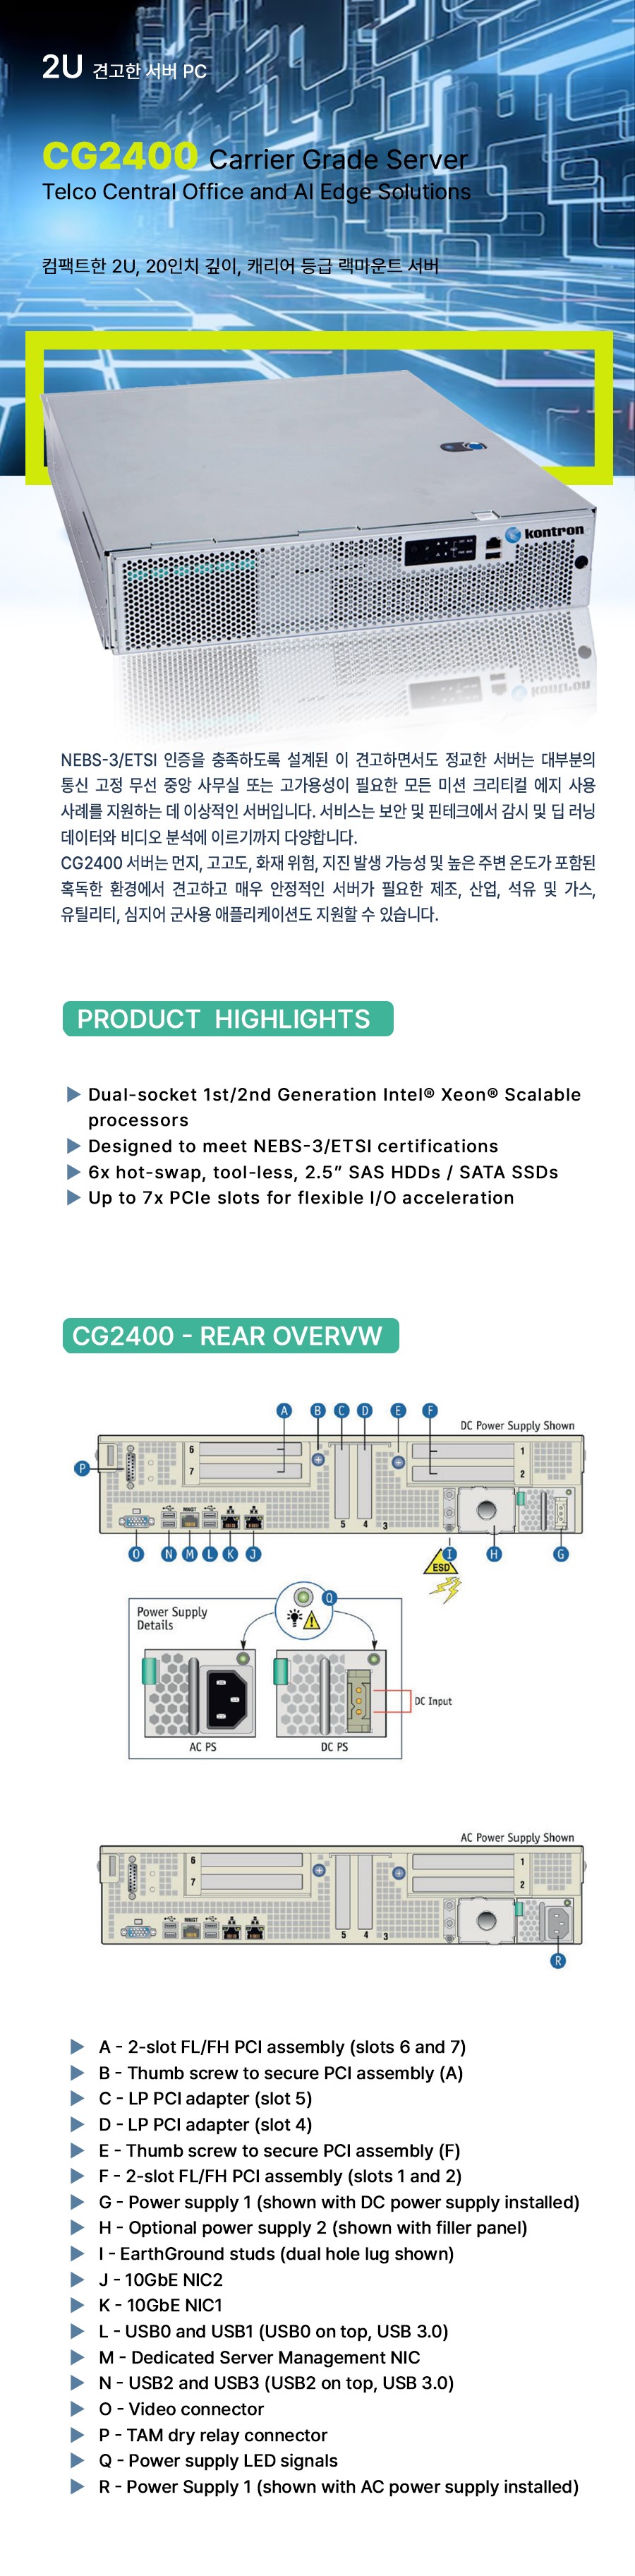 2U 견고한 서버 PC
CG2400 Carrier Grade Server
Telco Central Office and AI Edge Solutions
컴팩트한 2U, 20인치 깊이, 캐리어 등급 랙마운트 서버
kontron
NEBS-3/ETSI 인증을 충족하도록 설계된 이 견고하면서도 정교한 서버는 대부분의
통신 고정 무선 중앙 사무실 또는 고가용성이 필요한 모든 미션 크리티컬 에지 사용
사례를 지원하는 데 이상적인 서버입니다. 서비스는 보안 및 핀테크에서 감시 및 딥 러닝
데이터와 비디오 분석에 이르기까지 다양합니다.
CG2400 서버는 먼지, 고고도, 화재 위험, 지진 발생 가능성 및 높은 주변 온도가 포함된
혹독한 환경에서 견고하고 매우 안정적인 서버가 필요한 제조, 산업, 석유 및 가스,
유틸리티, 심지어 군사용 애플리케이션도 지원할 수 있습니다.
PRODUCT HIGHLIGHTS
▶ Dual-socket 1st/2nd Generation Intel® Xeon® Scalable
processors
▶ Designed to meet NEBS-3/ETSI certifications
▶ 6x hot-swap, tool-less, 2.5” SAS HDDs / SATA SSDs
▶ Up to 7x PCIe slots for flexible I/O acceleration
CG2400 - REAR OVERVW
A B C D E F
DC Power Supply Shown
P
6 1
7 2
MNGT
5 4 3
O N M L K J I H G
ESD
Q
Power Supply
Details
DC Input
AC PS DC PS
AC Power Supply Shown
6 1
7 2
MNGT
5 4 3
R
▶ A - 2-slot FL/FH PCI assembly (slots 6 and 7)
▶ B - Thumb screw to secure PCI assembly (A)
▶ C - LP PCI adapter (slot 5)
▶ D - LP PCI adapter (slot 4)
▶ E - Thumb screw to secure PCI assembly (F)
▶ F - 2-slot FL/FH PCI assembly (slots 1 and 2)
▶ G - Power supply 1 (shown with DC power supply installed)
▶ H - Optional power supply 2 (shown with filler panel)
▶ I - EarthGround studs (dual hole lug shown)
▶ J - 10GbE NIC2
▶ K - 10GbE NIC1
▶ L - USB0 and USB1 (USB0 on top, USB 3.0)
▶ M - Dedicated Server Management NIC
▶ N - USB2 and USB3 (USB2 on top, USB 3.0)
▶ O - Video connector
▶ P - TAM dry relay connector
▶ Q - Power supply LED signals
▶ R - Power Supply 1 (shown with AC power supply installed)